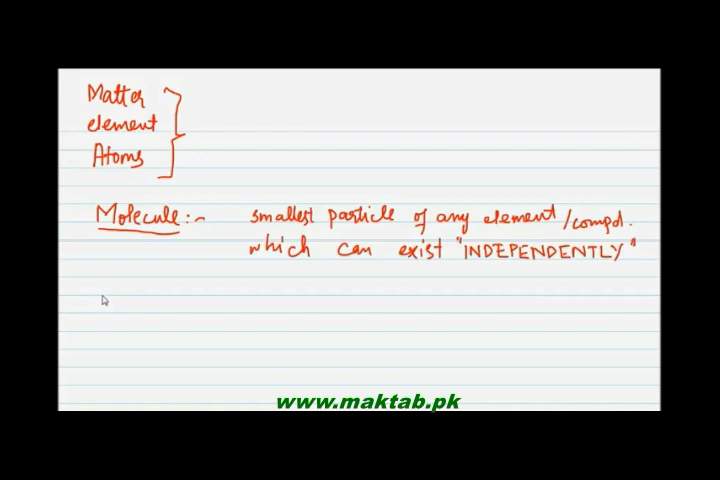 Matter
element
Atoms
Molecule:~ smallest particle of any element/compd.
which can exist "INDEPENDENTLY"
www.maktab.pk